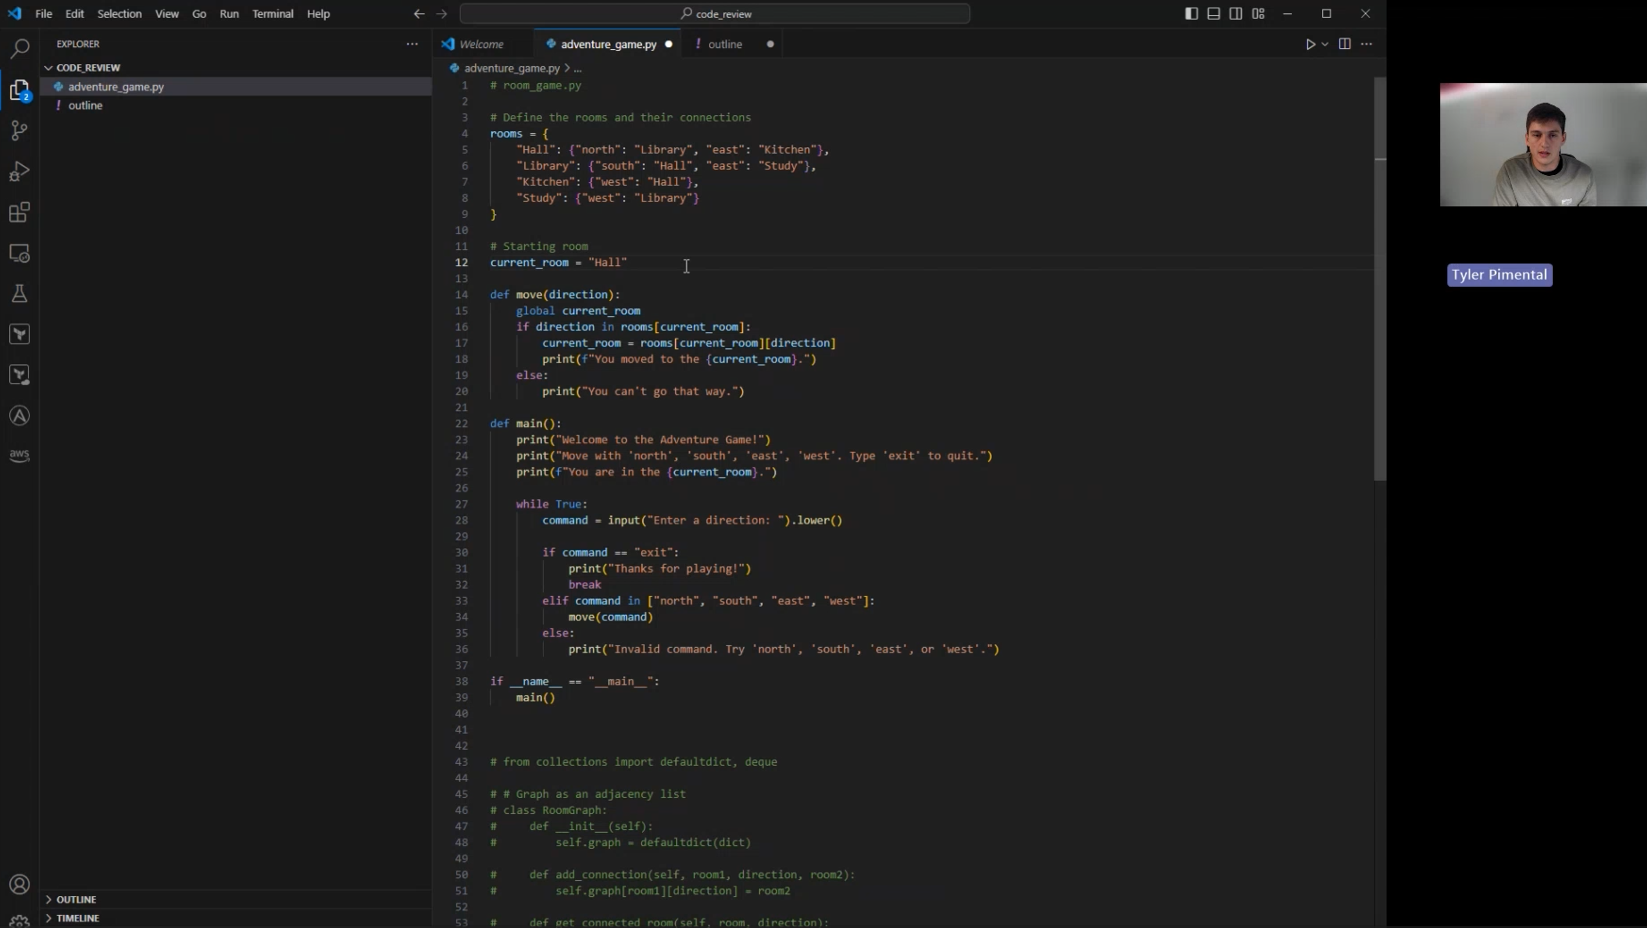 File Edit Selection View Go Run Terminal Help
code_review
EXPLORER
CODE_REVIEW
adventure_game.py
! outline
2
aws
OUTLINE
TIMELINE
Welcome
adventure_game.py
! outline
adventure_game.py > ...
1 # room_game.py
2
3 # Define the rooms and their connections
4 rooms = {
5 "Hall": {"north": "Library", "east": "Kitchen"},
6 "Library": {"south": "Hall", "east": "Study"},
7 "Kitchen": {"west": "Hall"},
8 "Study": {"west": "Library"}
9 }
10
11 # Starting room
12 current_room = "Hall"
13
14 def move(direction):
15 global current_room
16 if direction in rooms[current_room]:
17 current_room = rooms[current_room][direction]
18 print(f"You moved to the {current_room}.")
19 else:
20 print("You can't go that way.")
21
22 def main():
23 print("Welcome to the Adventure Game!")
24 print("Move with 'north', 'south', 'east', 'west'. Type 'exit' to quit.")
25 print(f"You are in the {current_room}.")
26
27 while True:
28 command = input("Enter a direction: ").lower()
29
30 if command == "exit":
31 print("Thanks for playing!")
32 break
33 elif command in ["north", "south", "east", "west"]:
34 move(command)
35 else:
36 print("Invalid command. Try 'north', 'south', 'east', or 'west'.")
37
38 if __name__ == "__main__":
39 main()
40
41
42
43 # from collections import defaultdict, deque
44
45 # # Graph as an adjacency list
46 # class RoomGraph:
47 # def __init__(self):
48 # self.graph = defaultdict(dict)
49
50 # def add_connection(self, room1, direction, room2):
51 # self.graph[room1][direction] = room2
52
53 # def get_connected_room(self, room, direction):
Tyler Pimental